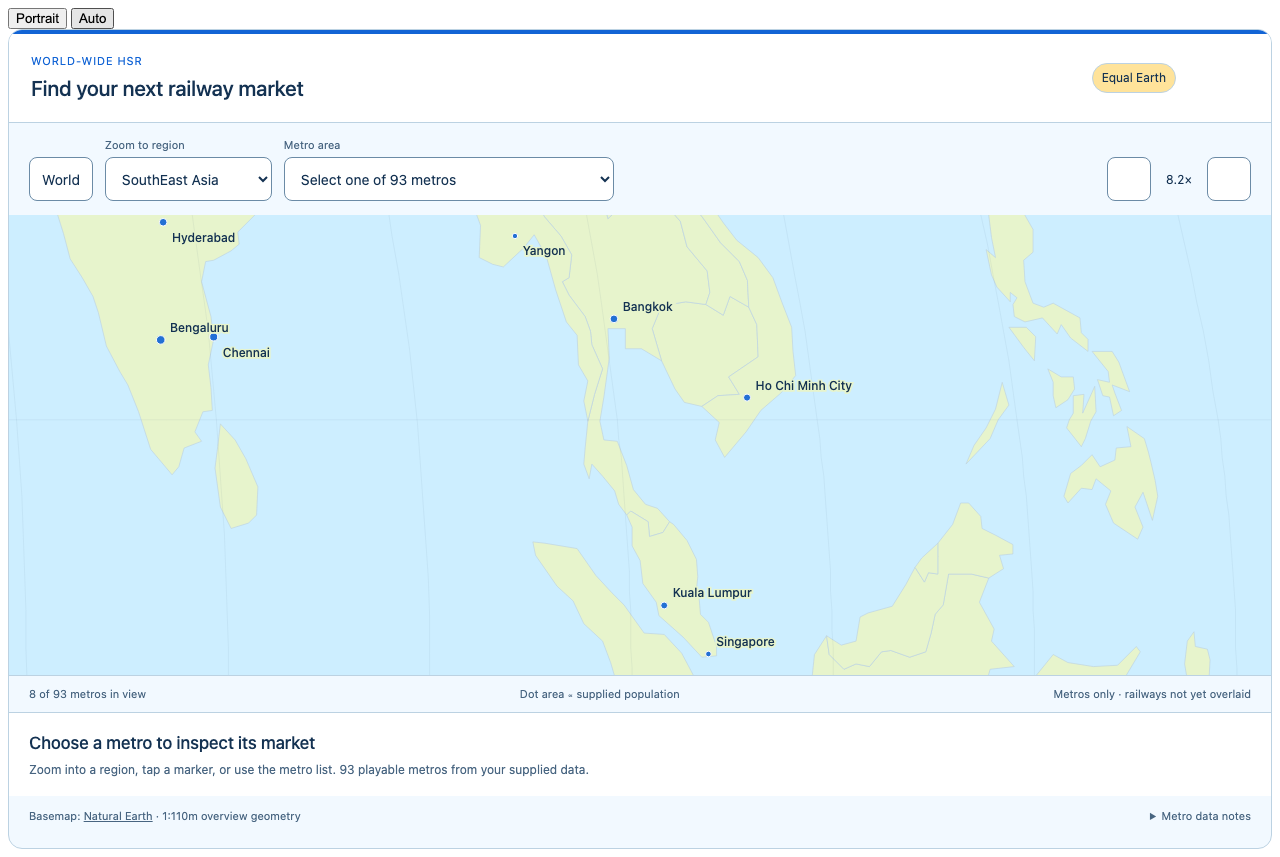 Portrait Auto
WORLD-WIDE HSR
Find your next railway market
Equal Earth
Zoom to region Metro area
World SouthEast Asia Select one of 93 metros 8.2×
Hyderabad
Yangon
Bangkok
Bengaluru
Chennai
Ho Chi Minh City
Kuala Lumpur
Singapore
8 of 93 metros in view Dot area ∝ supplied population Metros only · railways not yet overlaid
Choose a metro to inspect its market
Zoom into a region, tap a marker, or use the metro list. 93 playable metros from your supplied data.
Basemap: Natural Earth · 1:110m overview geometry ▶ Metro data notes